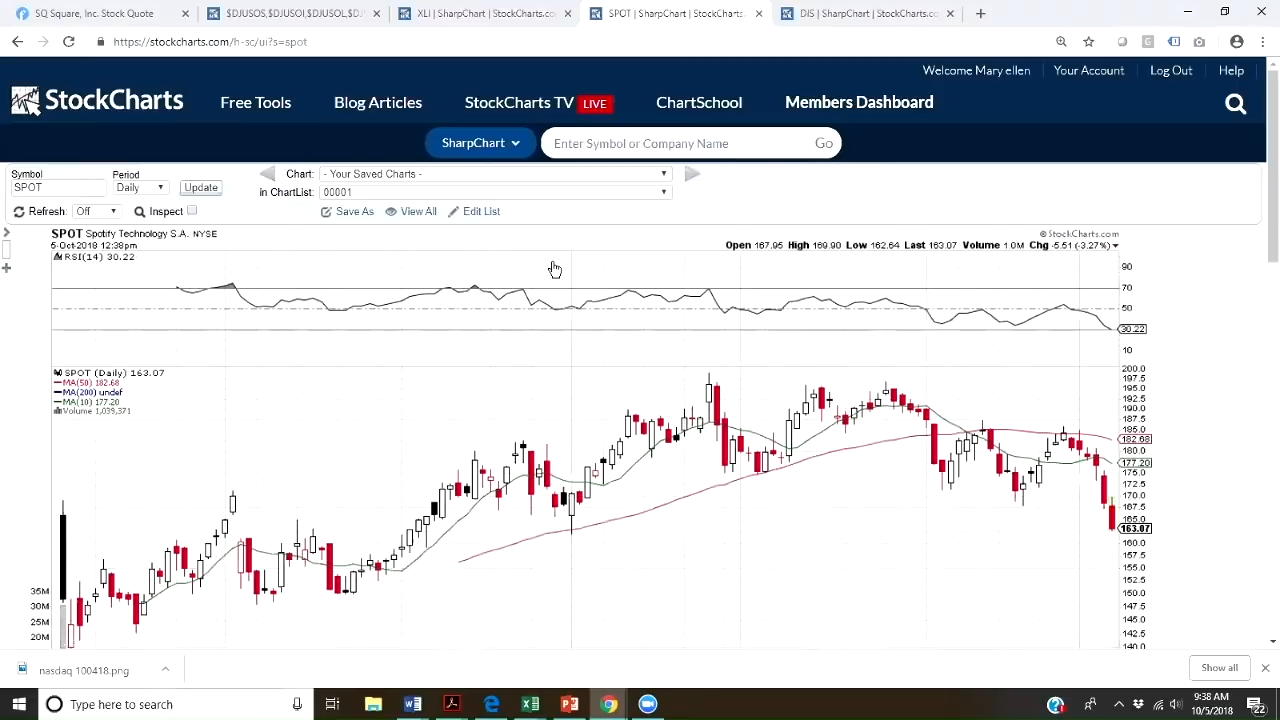 SQ Square, Inc. Stock Quote
$DJUSOS,$DJUSOI,$DJUSOL,$DJ
XLI | SharpChart | StockCharts.co
SPOT | SharpChart | StockCharts.
DIS | SharpChart | StockCharts.co
https://stockcharts.com/h-sc/ui?s=spot
Welcome Mary ellen
Your Account
Log Out
Help
StockCharts
Free Tools
Blog Articles
StockCharts TV LIVE
ChartSchool
Members Dashboard
SharpChart
Enter Symbol or Company Name
Go
Symbol
Period
Chart:
- Your Saved Charts -
SPOT
Daily
Update
in ChartList:
00001
Refresh:
Off
Inspect
Save As
View All
Edit List
SPOT Spotify Technology S.A. NYSE
© StockCharts.com
5-Oct-2018 12:38pm
Open 167.95 High 169.90 Low 162.64 Last 163.07 Volume 1.0M Chg -5.51 (-3.27%)
RSI(14) 30.22
90
70
50
30.22
10
SPOT (Daily) 163.07
MA(50) 182.68
MA(200) undef
MA(10) 177.20
Volume 1,039,371
200.0
197.5
195.0
192.5
190.0
187.5
185.0
182.68
180.0
177.20
175.0
172.5
170.0
167.5
165.0
163.07
160.0
157.5
155.0
152.5
150.0
147.5
145.0
142.5
140.0
35M
30M
25M
20M
nasdaq 100418.png
Show all
Type here to search
9:38 AM
10/5/2018
22